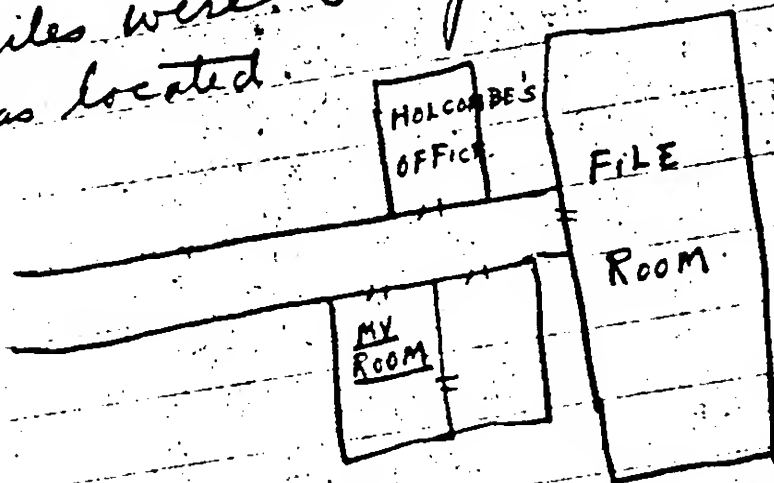 iles were
as located.
HOLCOMBE'S
OFFICE
FILE
ROOM
MY
ROOM